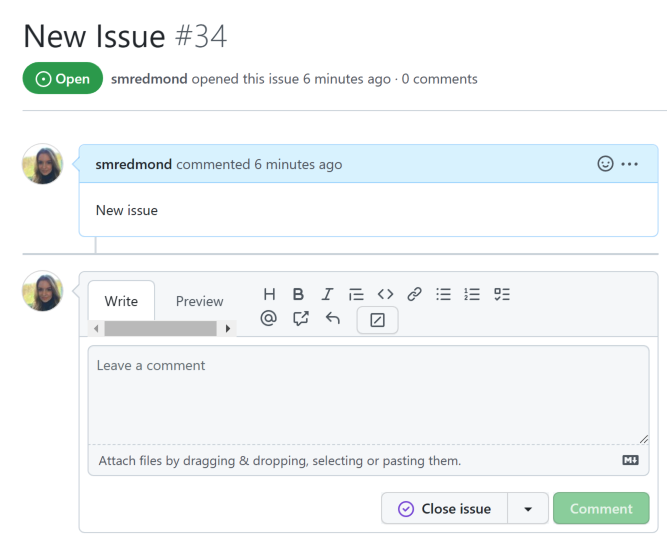 New Issue #34
Open smredmond opened this issue 6 minutes ago · 0 comments
smredmond commented 6 minutes ago
New issue
Write Preview
Leave a comment
Attach files by dragging & dropping, selecting or pasting them.
Close issue Comment